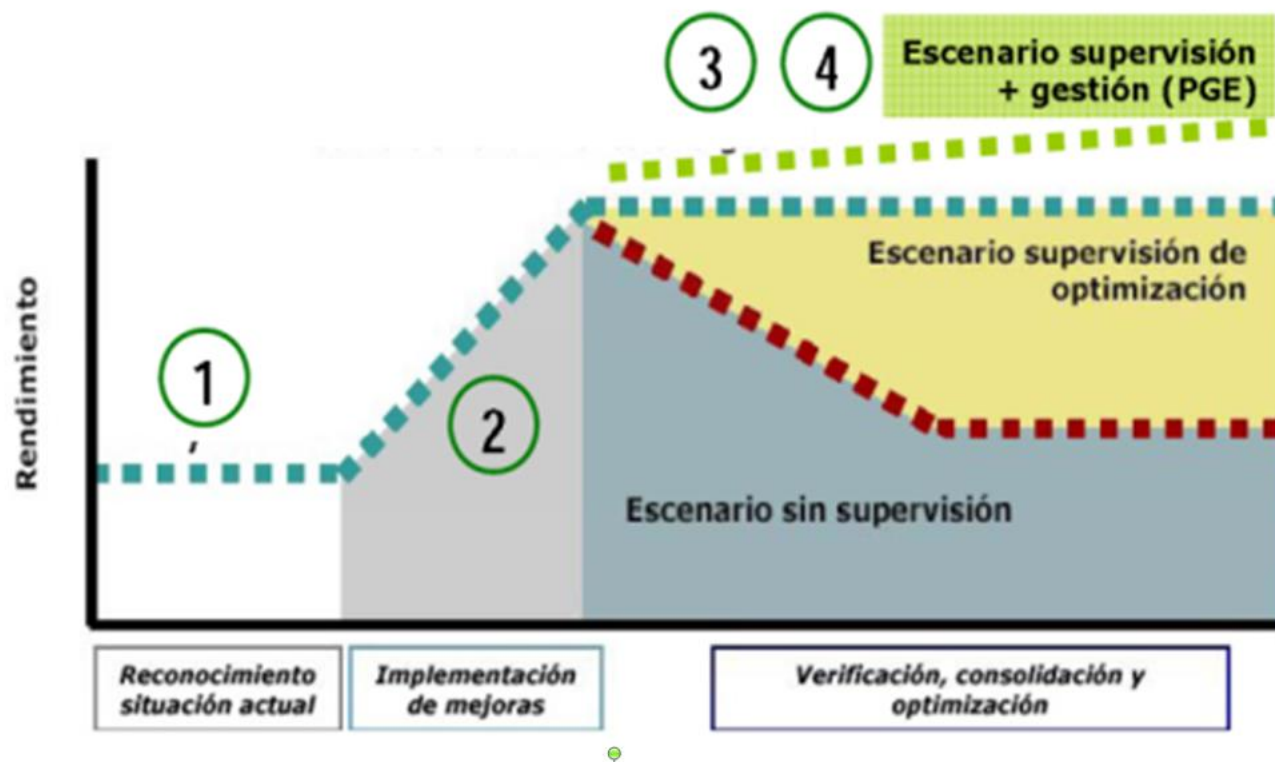 3
4
Escenario supervisión
+ gestión (PGE)
Escenario supervisión de
optimización
Rendimiento
1
2
Escenario sin supervisión
Reconocimiento
situación actual
Implementación
de mejoras
Verificación, consolidación y
optimización